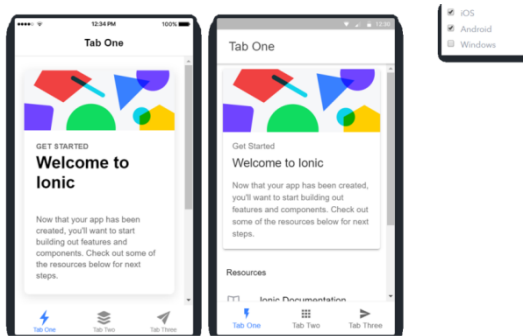 12:34 PM
100%
Tab One
GET STARTED
Welcome to
Ionic
Now that your app has been
created, you'll want to start
building out features and
components. Check out some of
the resources below for next
steps.
Tab One
Tab Two
Tab Three
12:30
Tab One
Get Started
Welcome to Ionic
Now that your app has been created,
you'll want to start building out
features and components. Check out
some of the resources below for next
steps.
Resources
Ionic Documentation
Tab One
Tab Two
Tab Three
iOS
Android
Windows